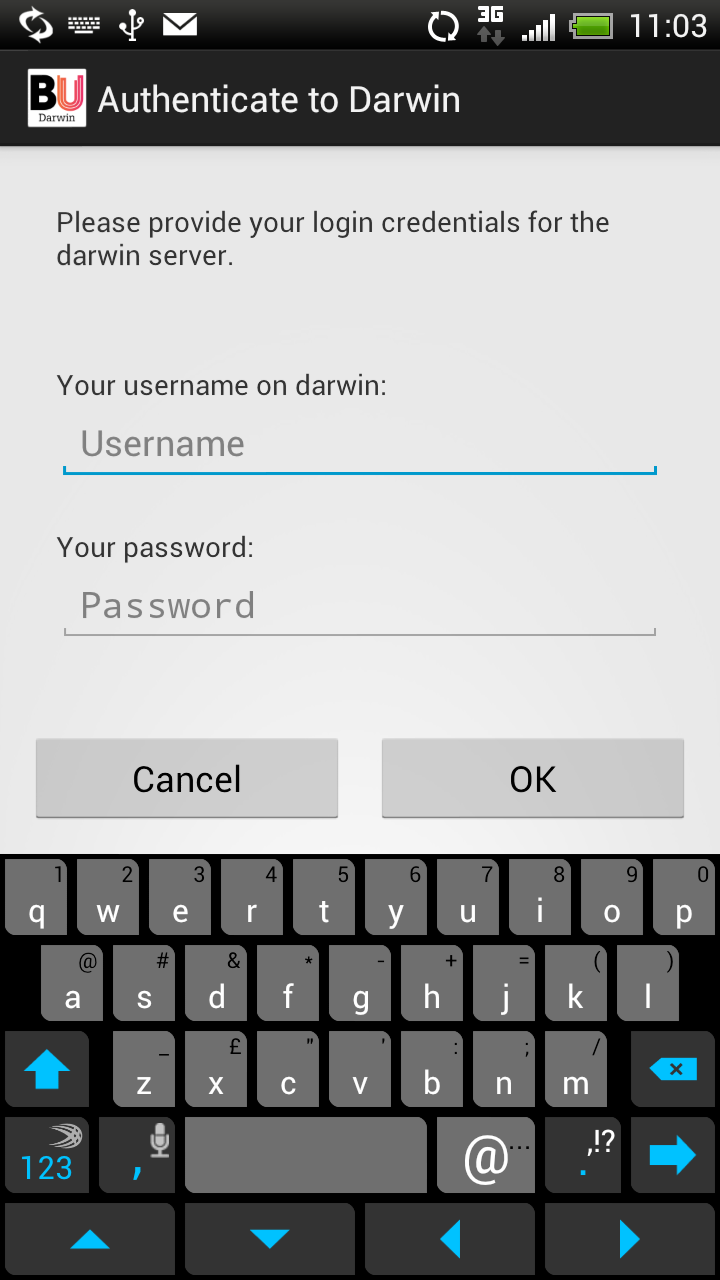 3G 11:03
BU Darwin Authenticate to Darwin
Please provide your login credentials for the
darwin server.
Your username on darwin:
Username
Your password:
Password
Cancel OK
1 2 3 4 5 6 7 8 9 0
q w e r t y u i o p
@ # & * - + = ( )
a s d f g h j k l
_ £ " ' : ; /
z x c v b n m
123 , @ ... . ,!?